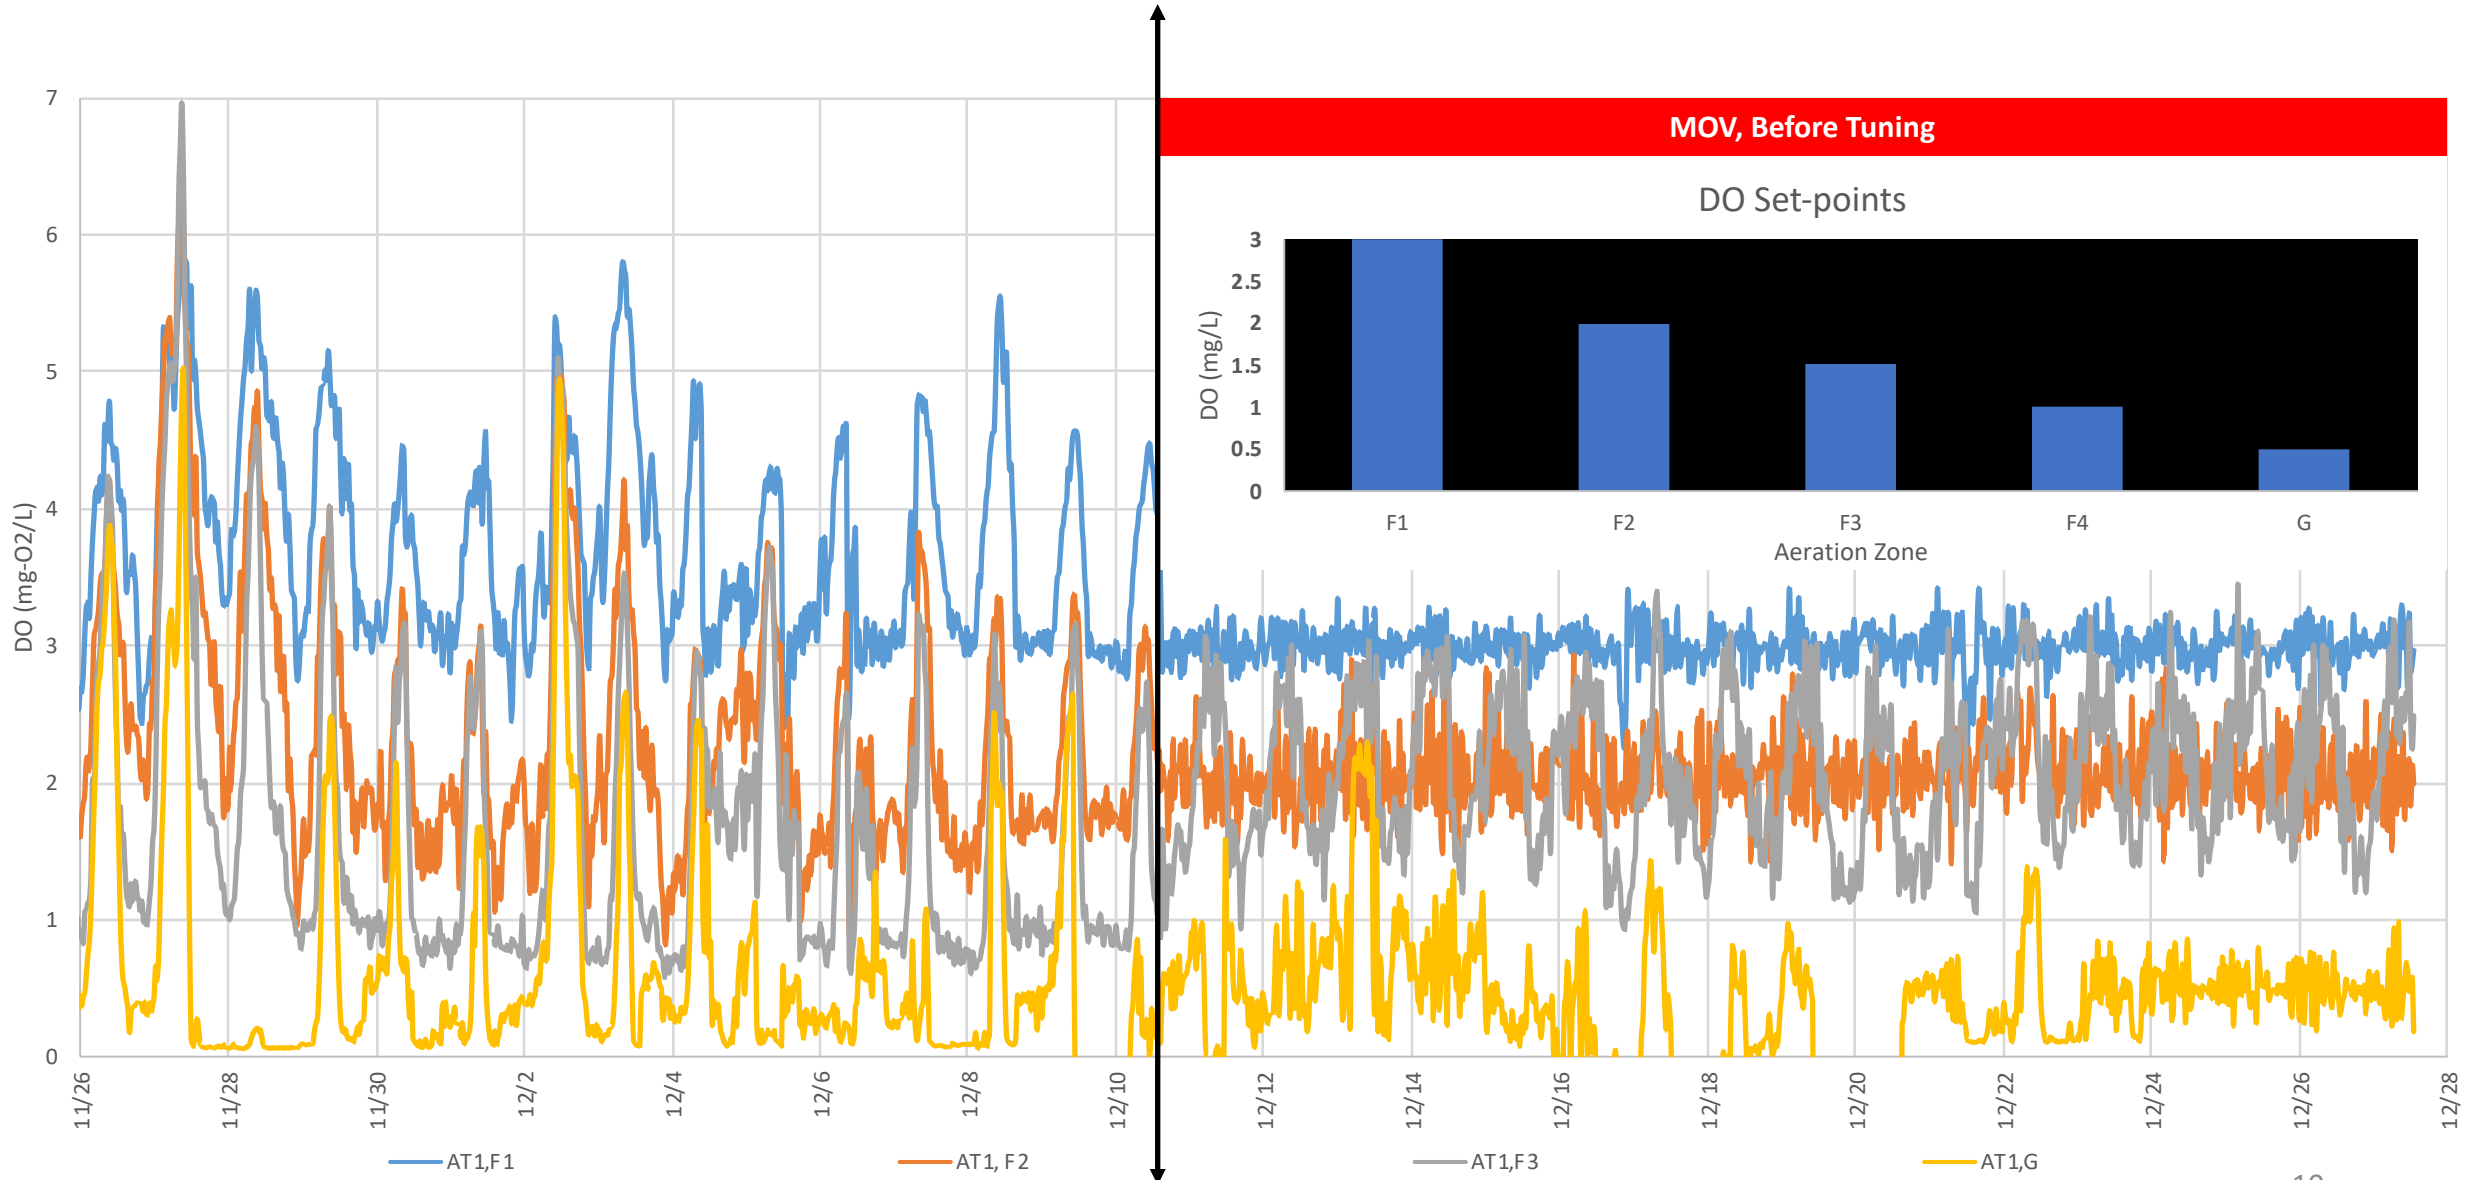 MOV, Before Tuning
DO Set-points
3
2.5
2
1.5
1
0.5
0
DO (mg/L)
F1 F2 F3 F4 G
Aeration Zone
7
6
5
4
3
2
1
0
DO (mg-O2/L)
11/26 11/28 11/30 12/2 12/4 12/6 12/8 12/10 12/12 12/14 12/16 12/18 12/20 12/22 12/24 12/26 12/28
AT1,F1 AT1, F2 AT1,F3 AT1,G